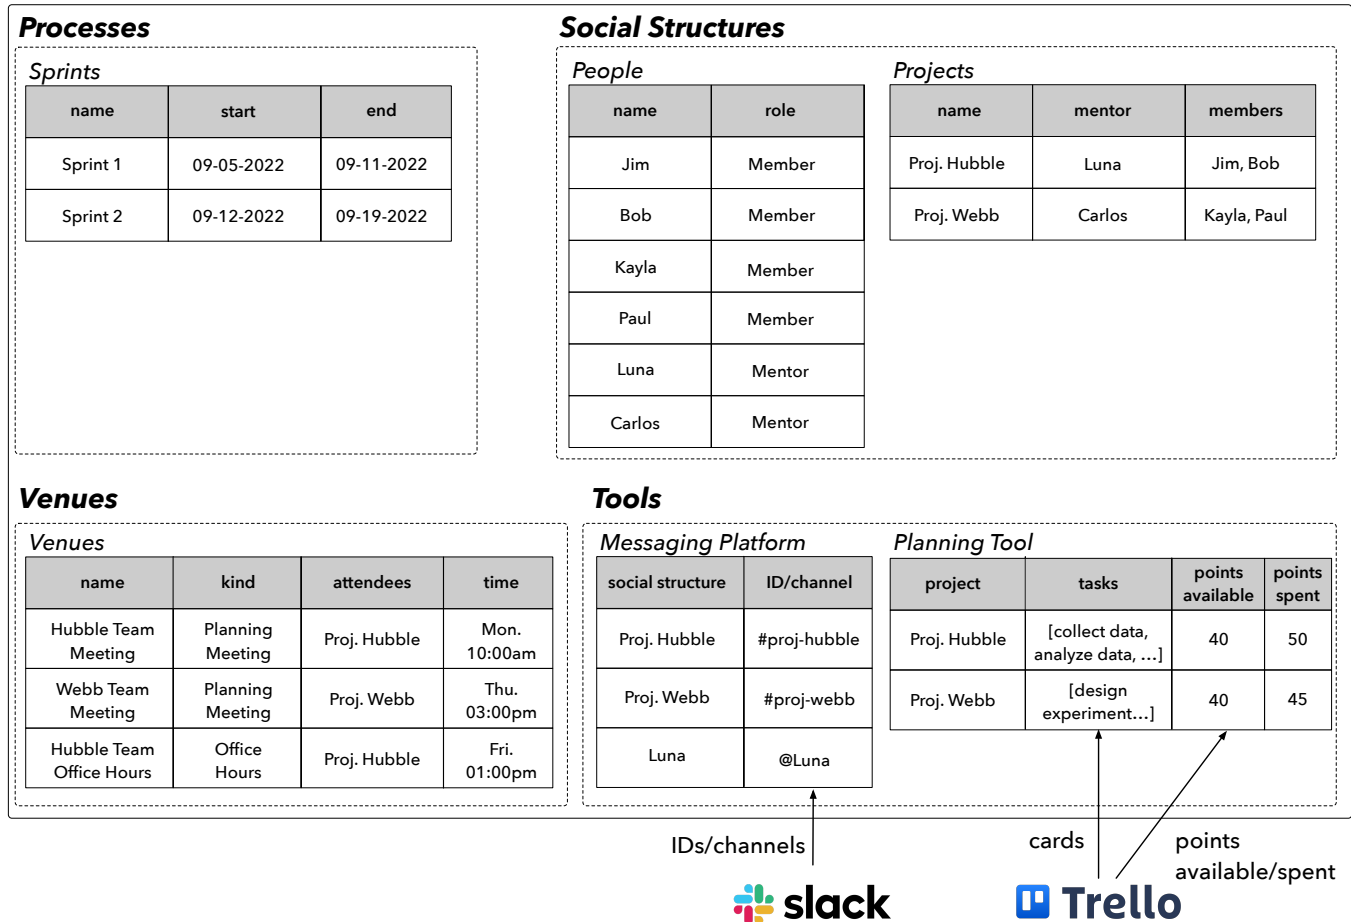 Processes
Sprints
name start end
Sprint 1 09-05-2022 09-11-2022
Sprint 2 09-12-2022 09-19-2022
Social Structures
People
name role
Jim Member
Bob Member
Kayla Member
Paul Member
Luna Mentor
Carlos Mentor
Projects
name mentor members
Proj. Hubble Luna Jim, Bob
Proj. Webb Carlos Kayla, Paul
Venues
Venues
name kind attendees time
Hubble Team Planning Mon.
Meeting Meeting Proj. Hubble 10:00am
Webb Team Planning Thu.
Meeting Meeting Proj. Webb 03:00pm
Hubble Team Office Fri.
Office Hours Hours Proj. Hubble 01:00pm
Tools
Messaging Platform
social structure ID/channel
Proj. Hubble #proj-hubble
Proj. Webb #proj-webb
Luna @Luna
Planning Tool
project tasks points available points spent
Proj. Hubble [collect data, 40 50
analyze data, ...]
Proj. Webb [design 40 45
experiment...]
IDs/channels
cards
points
available/spent
slack
Trello